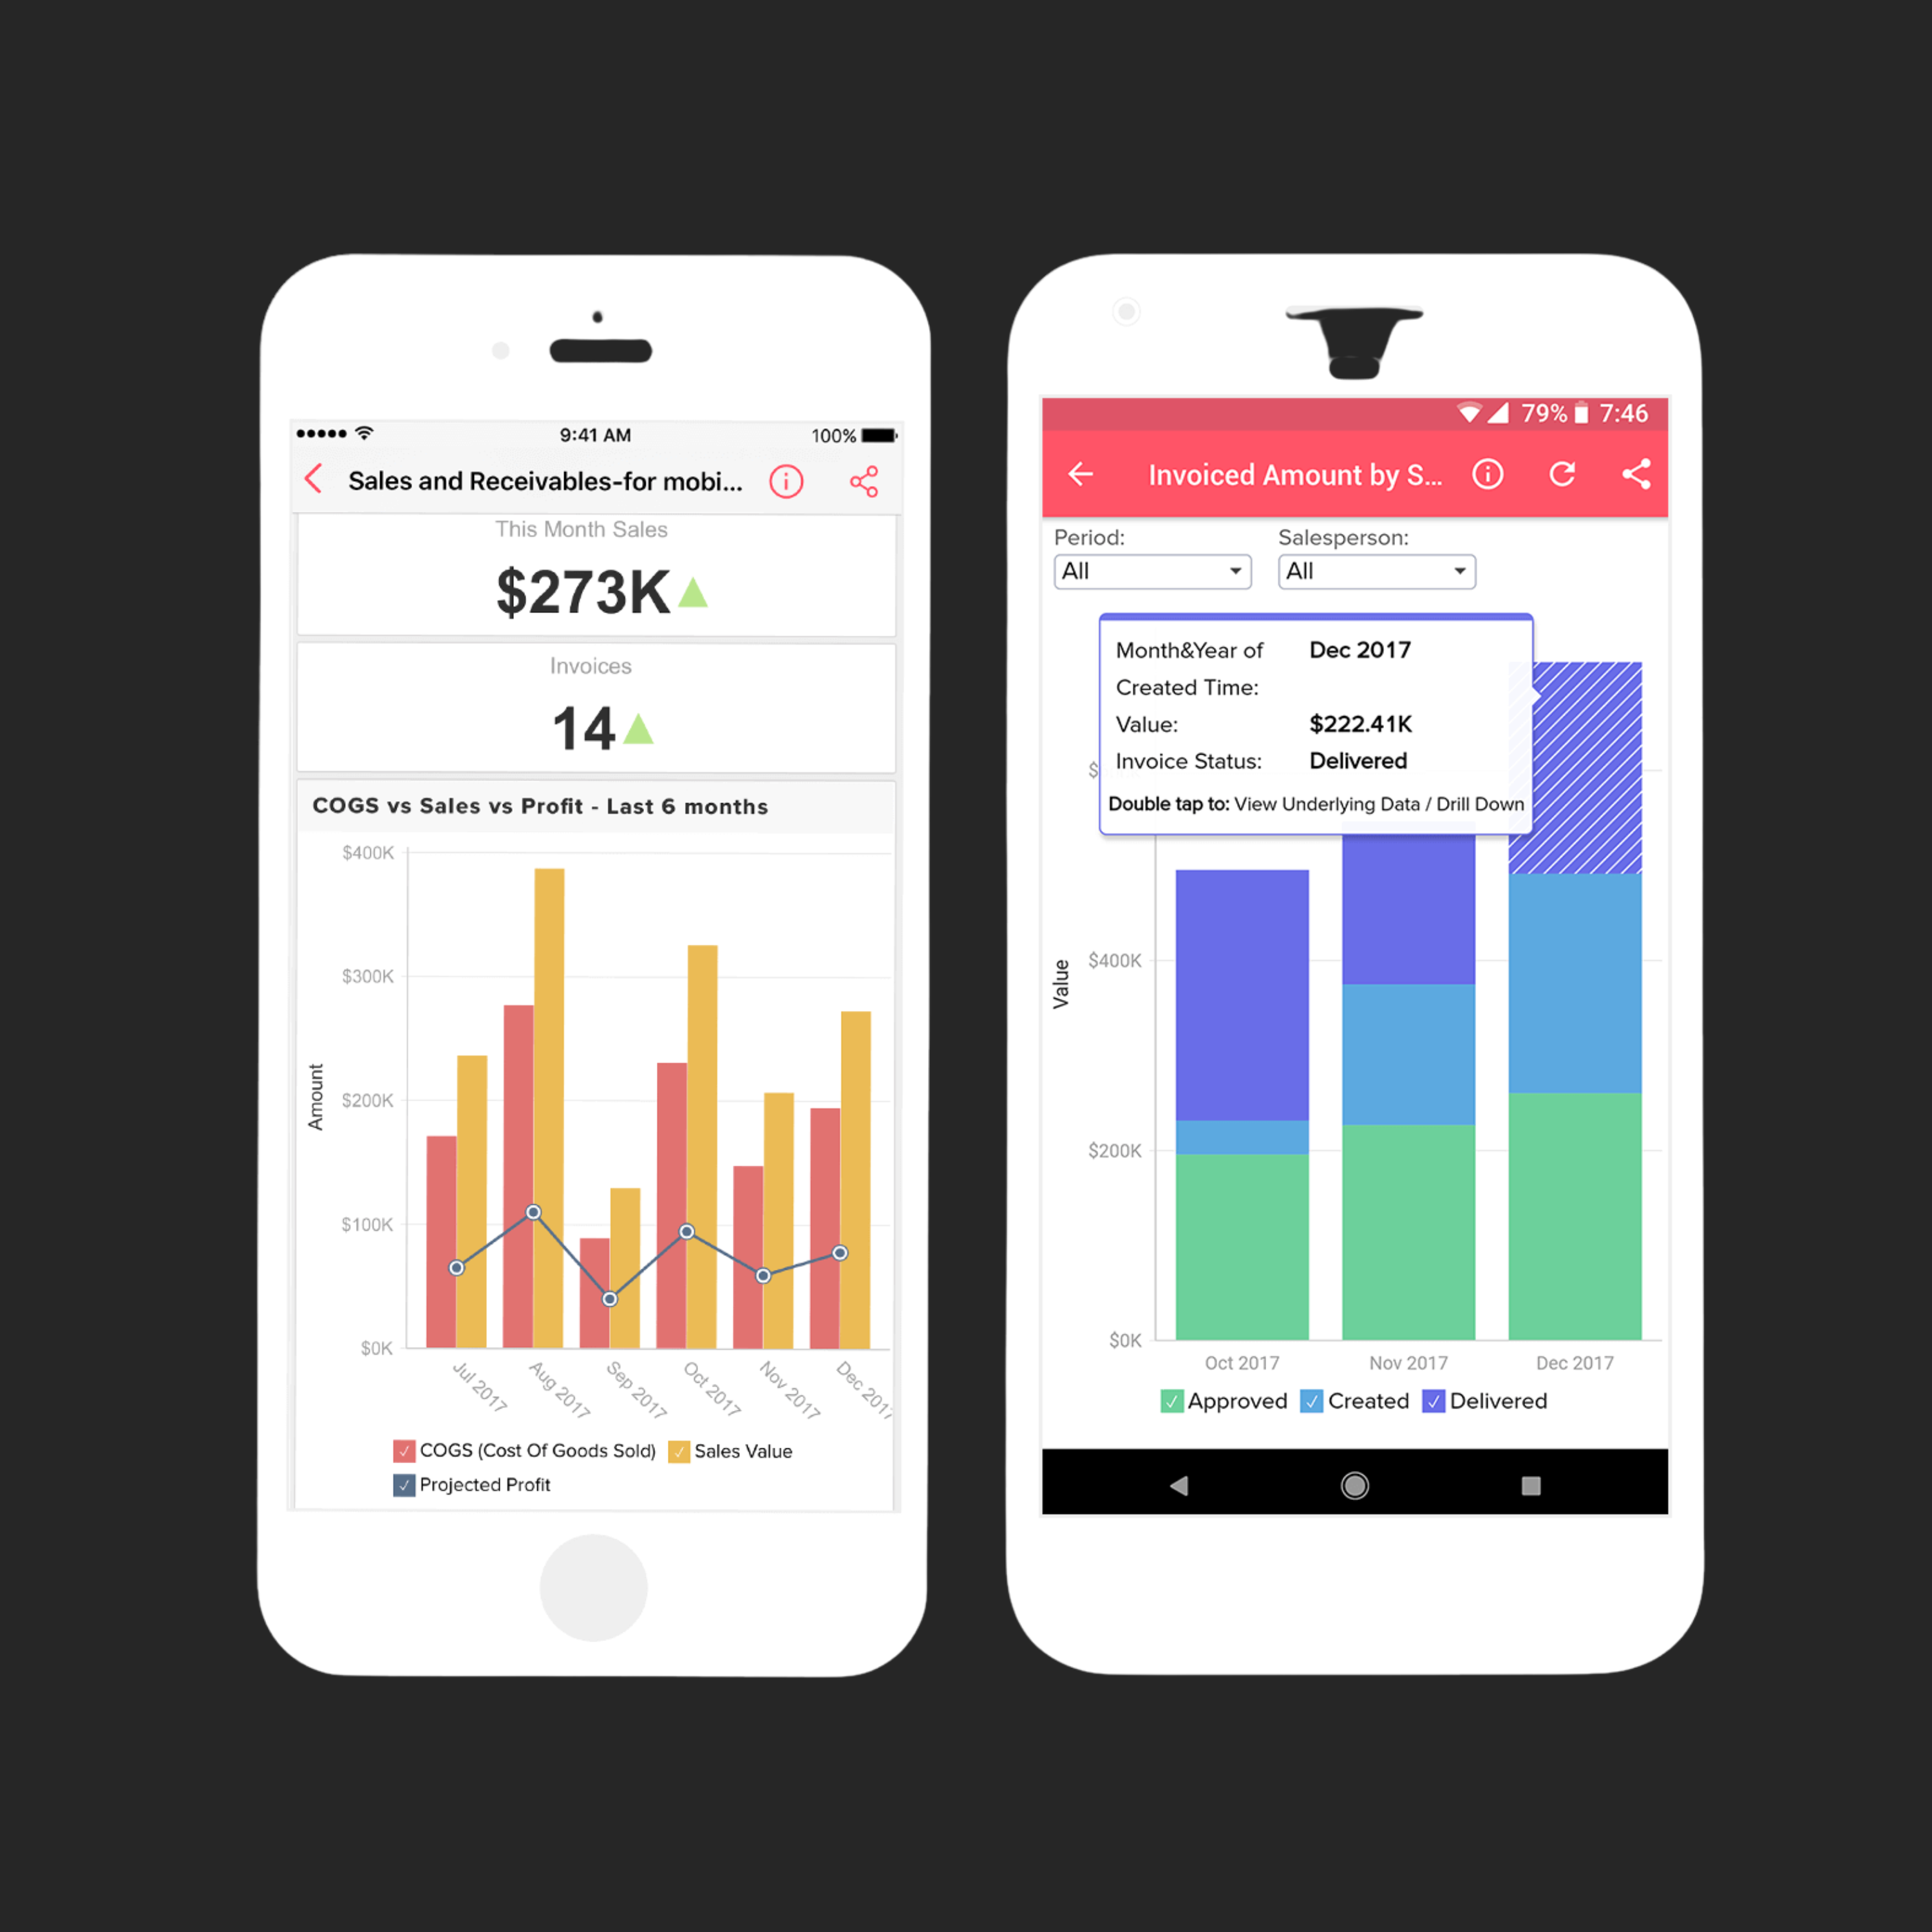 9:41 AM
100%
Sales and Receivables-for mobi...
This Month Sales
$273K
Invoices
14
COGS vs Sales vs Profit - Last 6 months
$400K
$300K
$200K
$100K
$0K
Amount
Jul 2017
Aug 2017
Sep 2017
Oct 2017
Nov 2017
Dec 2017
COGS (Cost Of Goods Sold)
Sales Value
Projected Profit
79%
7:46
Invoiced Amount by S...
Period:
Salesperson:
All
All
Month&Year of Dec 2017
Created Time:
Value: $222.41K
Invoice Status: Delivered
Double tap to: View Underlying Data / Drill Down
$
$400K
$200K
$0K
Value
Oct 2017
Nov 2017
Dec 2017
Approved
Created
Delivered